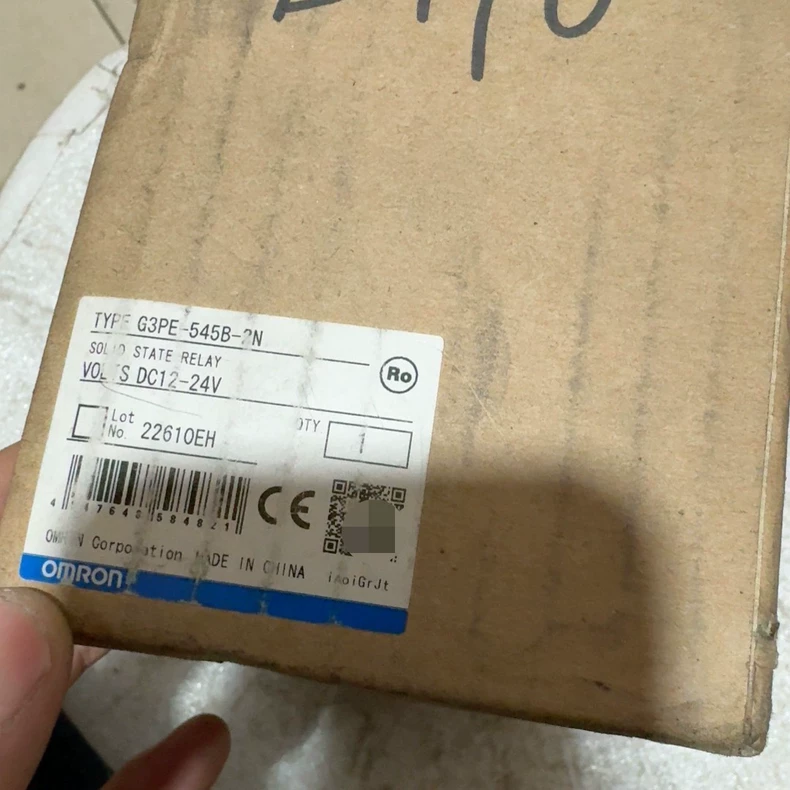 TYPE G3PE-545B-2N
SOLID STATE RELAY
VOLTS DC12-24V
Ro
Lot No. 22610EH
QTY 1
CE
OMRON Corporation MADE IN CHINA
OMRON